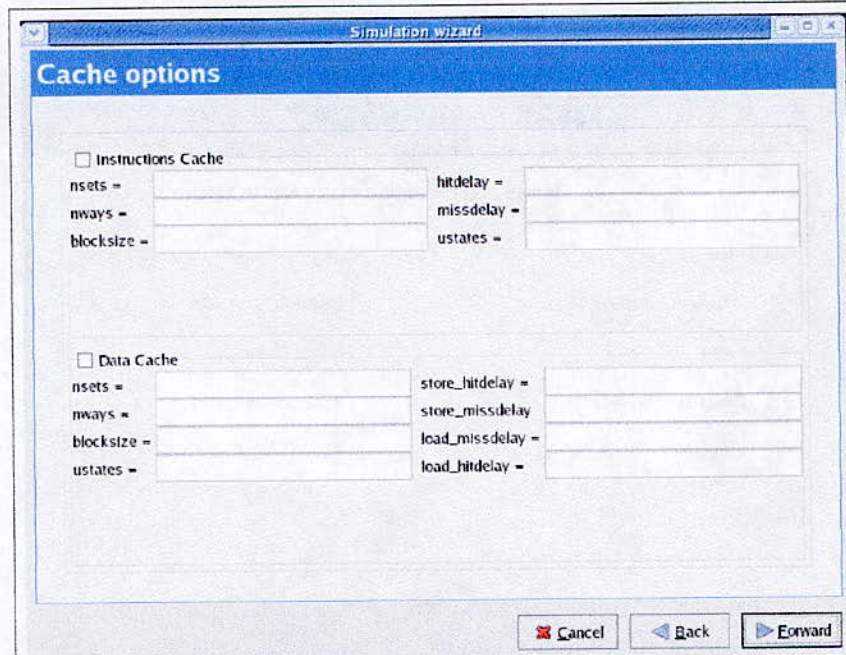 Simulation wizard
Cache options
Instructions Cache
nsets =
hitdelay =
nways =
missdelay =
blocksize =
ustates =
Data Cache
nsets =
store_hitdelay =
nways =
store_missdelay
blocksize =
load_missdelay =
ustates =
load_hitdelay =
Cancel
Back
Forward